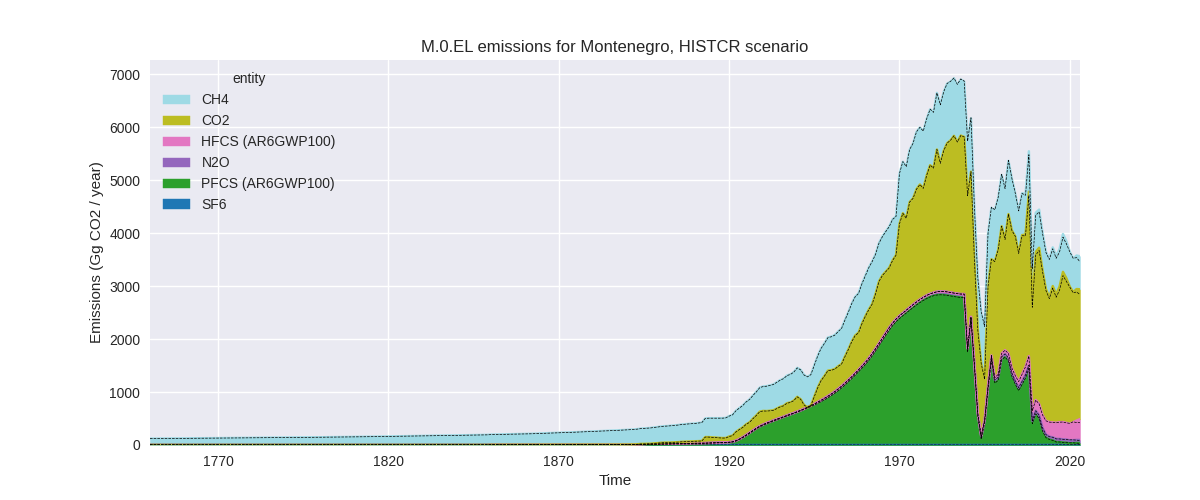 M.0.EL emissions for Montenegro, HISTCR scenario
Emissions (Gg CO2 / year)
7000
6000
5000
4000
3000
2000
1000
0
entity
CH4
CO2
HFCS (AR6GWP100)
N2O
PFCS (AR6GWP100)
SF6
1770 1820 1870 1920 1970 2020
Time